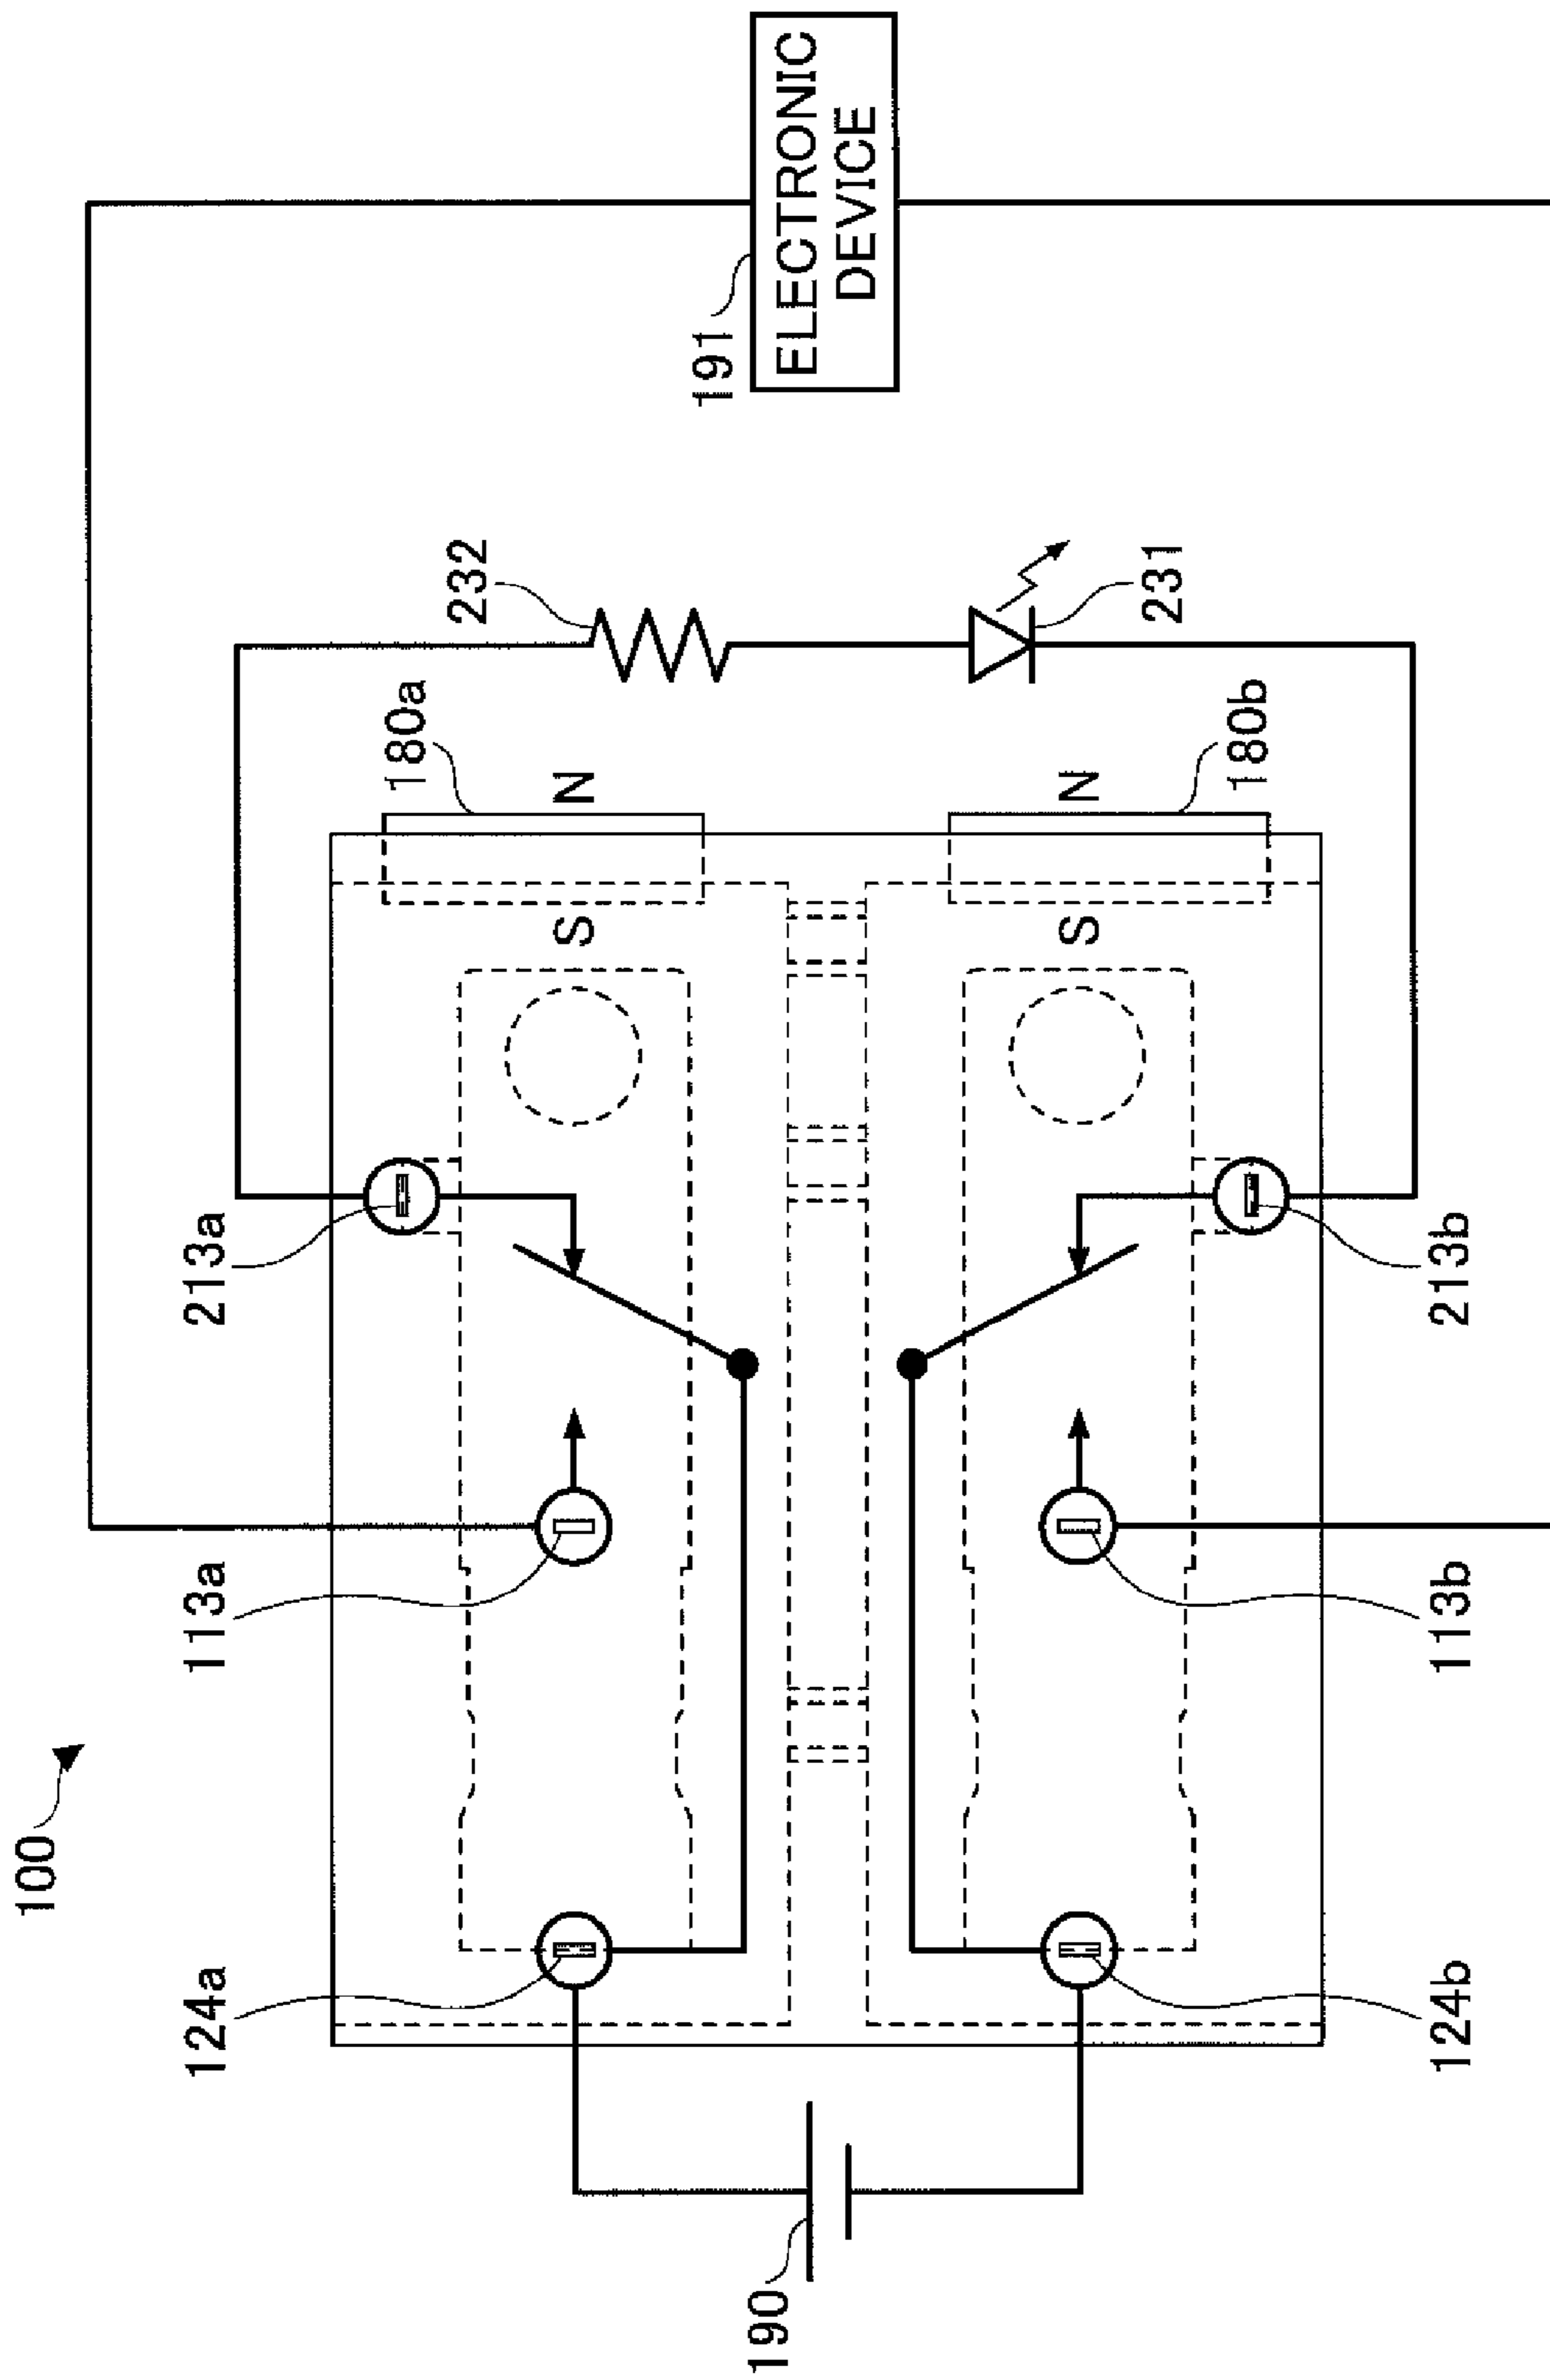 100
124a
113a
213a
180a
232
S
N
191
190
ELECTRONIC
DEVICE
S
N
231
180b
124b
113b
213b